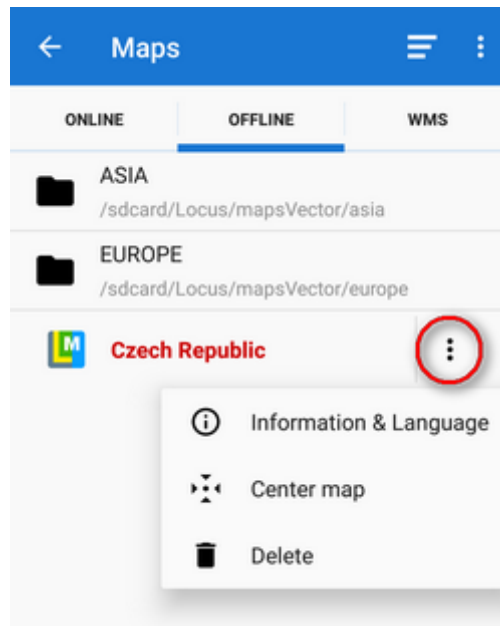 Maps
ONLINE OFFLINE WMS
ASIA
/sdcard/Locus/mapsVector/asia
EUROPE
/sdcard/Locus/mapsVector/europe
LM Czech Republic
Information & Language
Center map
Delete